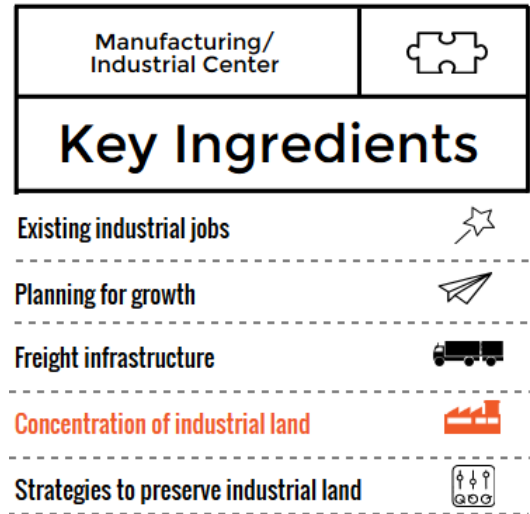 Manufacturing/
Industrial Center
Key Ingredients
Existing industrial jobs
Planning for growth
Freight infrastructure
Concentration of industrial land
Strategies to preserve industrial land